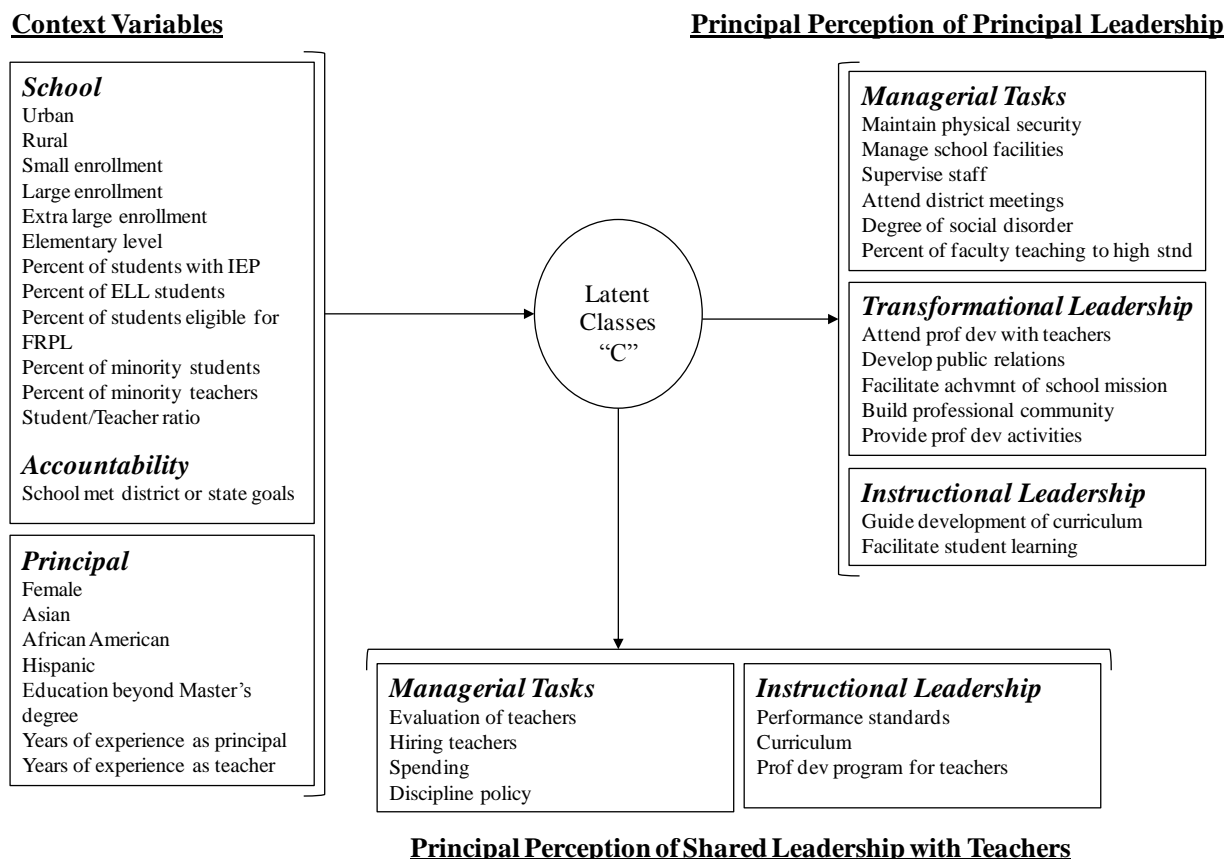 Context Variables
School
Urban
Rural
Small enrollment
Large enrollment
Extra large enrollment
Elementary level
Percent of students with IEP
Percent of ELL students
Percent of students eligible for
FRPL
Percent of minority students
Percent of minority teachers
Student/Teacher ratio
Accountability
School met district or state goals
Principal
Female
Asian
African American
Hispanic
Education beyond Master’s
degree
Years of experience as principal
Years of experience as teacher
Latent
Classes
“C”
Principal Perception of Principal Leadership
Managerial Tasks
Maintain physical security
Manage school facilities
Supervise staff
Attend district meetings
Degree of social disorder
Percent of faculty teaching to high stnd
Transformational Leadership
Attend prof dev with teachers
Develop public relations
Facilitate achvmnt of school mission
Build professional community
Provide prof dev activities
Instructional Leadership
Guide development of curriculum
Facilitate student learning
Managerial Tasks
Evaluation of teachers
Hiring teachers
Spending
Discipline policy
Instructional Leadership
Performance standards
Curriculum
Prof dev program for teachers
Principal Perception of Shared Leadership with Teachers